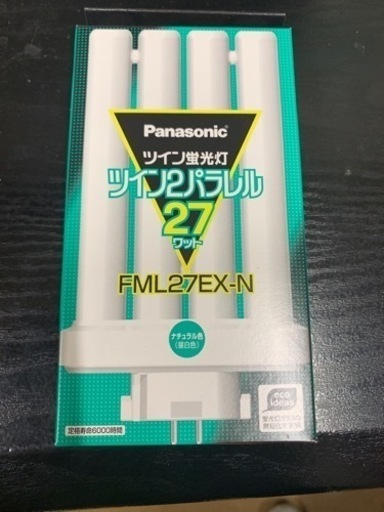 Panasonic
ツイン蛍光灯
ツイン2パラレル
27
ワット
FML27EX-N
ナチュラル色
(昼白色)
eco
ideas
定格寿命6000時間